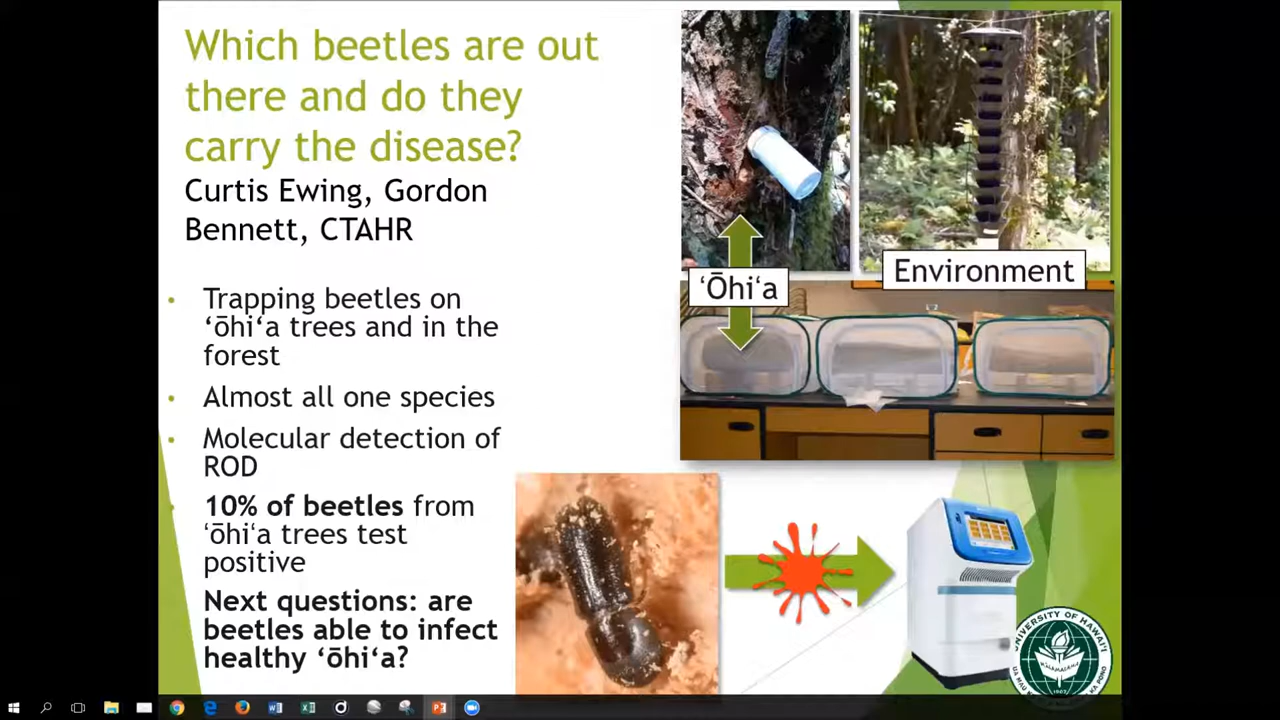 Which beetles are out
there and do they
carry the disease?
Curtis Ewing, Gordon
Bennett, CTAHR
• Trapping beetles on
ʻōhiʻa trees and in the
forest
• Almost all one species
• Molecular detection of
ROD
• 10% of beetles from
ʻōhiʻa trees test
positive
Next questions: are
beetles able to infect
healthy ʻōhiʻa?
ʻŌhiʻa
Environment
UNIVERSITY OF HAWAIʻI
1907